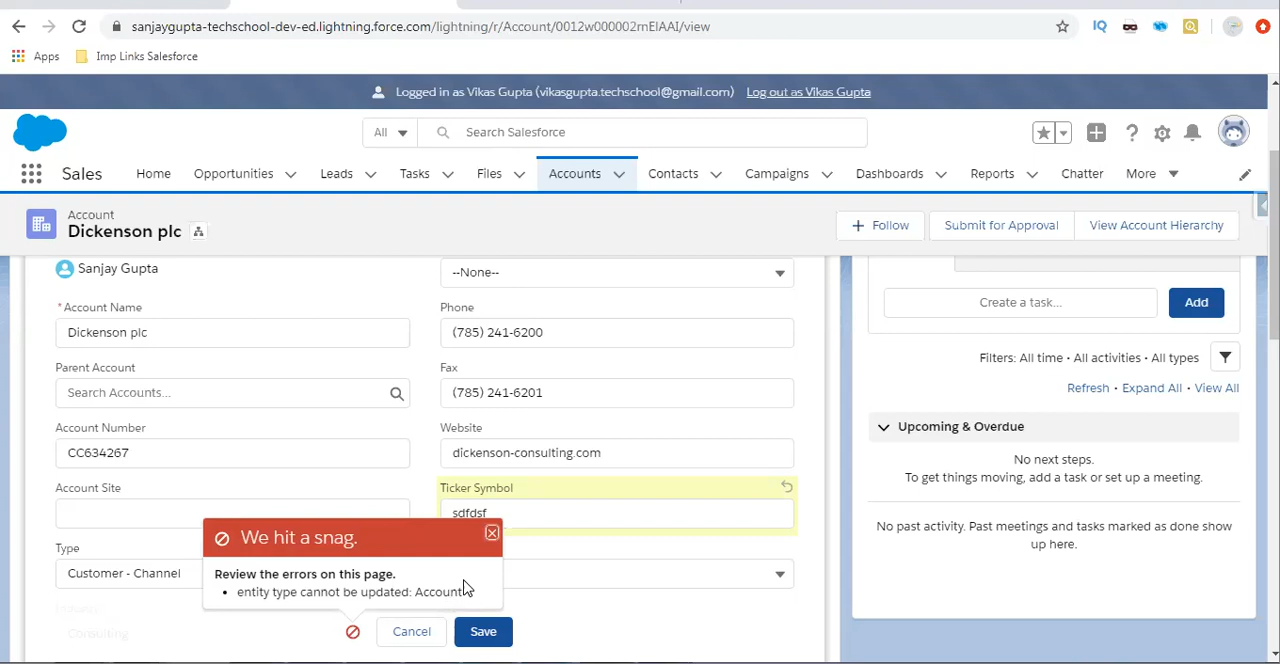 sanjaygupta-techschool-dev-ed.lightning.force.com/lightning/r/Account/
Apps
Imp Links Salesforce
Logged in as Vikas Gupta (vikasgupta.techschool@gmail.com)
Log out as Vikas Gupta
All
Search Salesforce
Sales
Home
Opportunities
Leads
Tasks
Files
Accounts
Contacts
Campaigns
Dashboards
Reports
Chatter
More
Account
Dickenson plc
+ Follow
Submit for Approval
View Account Hierarchy
Sanjay Gupta
--None--
* Account Name
Dickenson plc
Phone
(785) 241-6200
Parent Account
Search Accounts...
Fax
(785) 241-6201
Account Number
CC634267
Website
dickenson-consulting.com
Account Site
Ticker Symbol
sdfdsf
Type
Customer - Channel
Industry
Consulting
We hit a snag.
Review the errors on this page.
• entity type cannot be updated: Account
Cancel
Save
Create a task...
Add
Filters: All time • All activities • All types
Refresh • Expand All • View All
Upcoming & Overdue
No next steps.
To get things moving, add a task or set up a meeting.
No past activity. Past meetings and tasks marked as done show
up here.